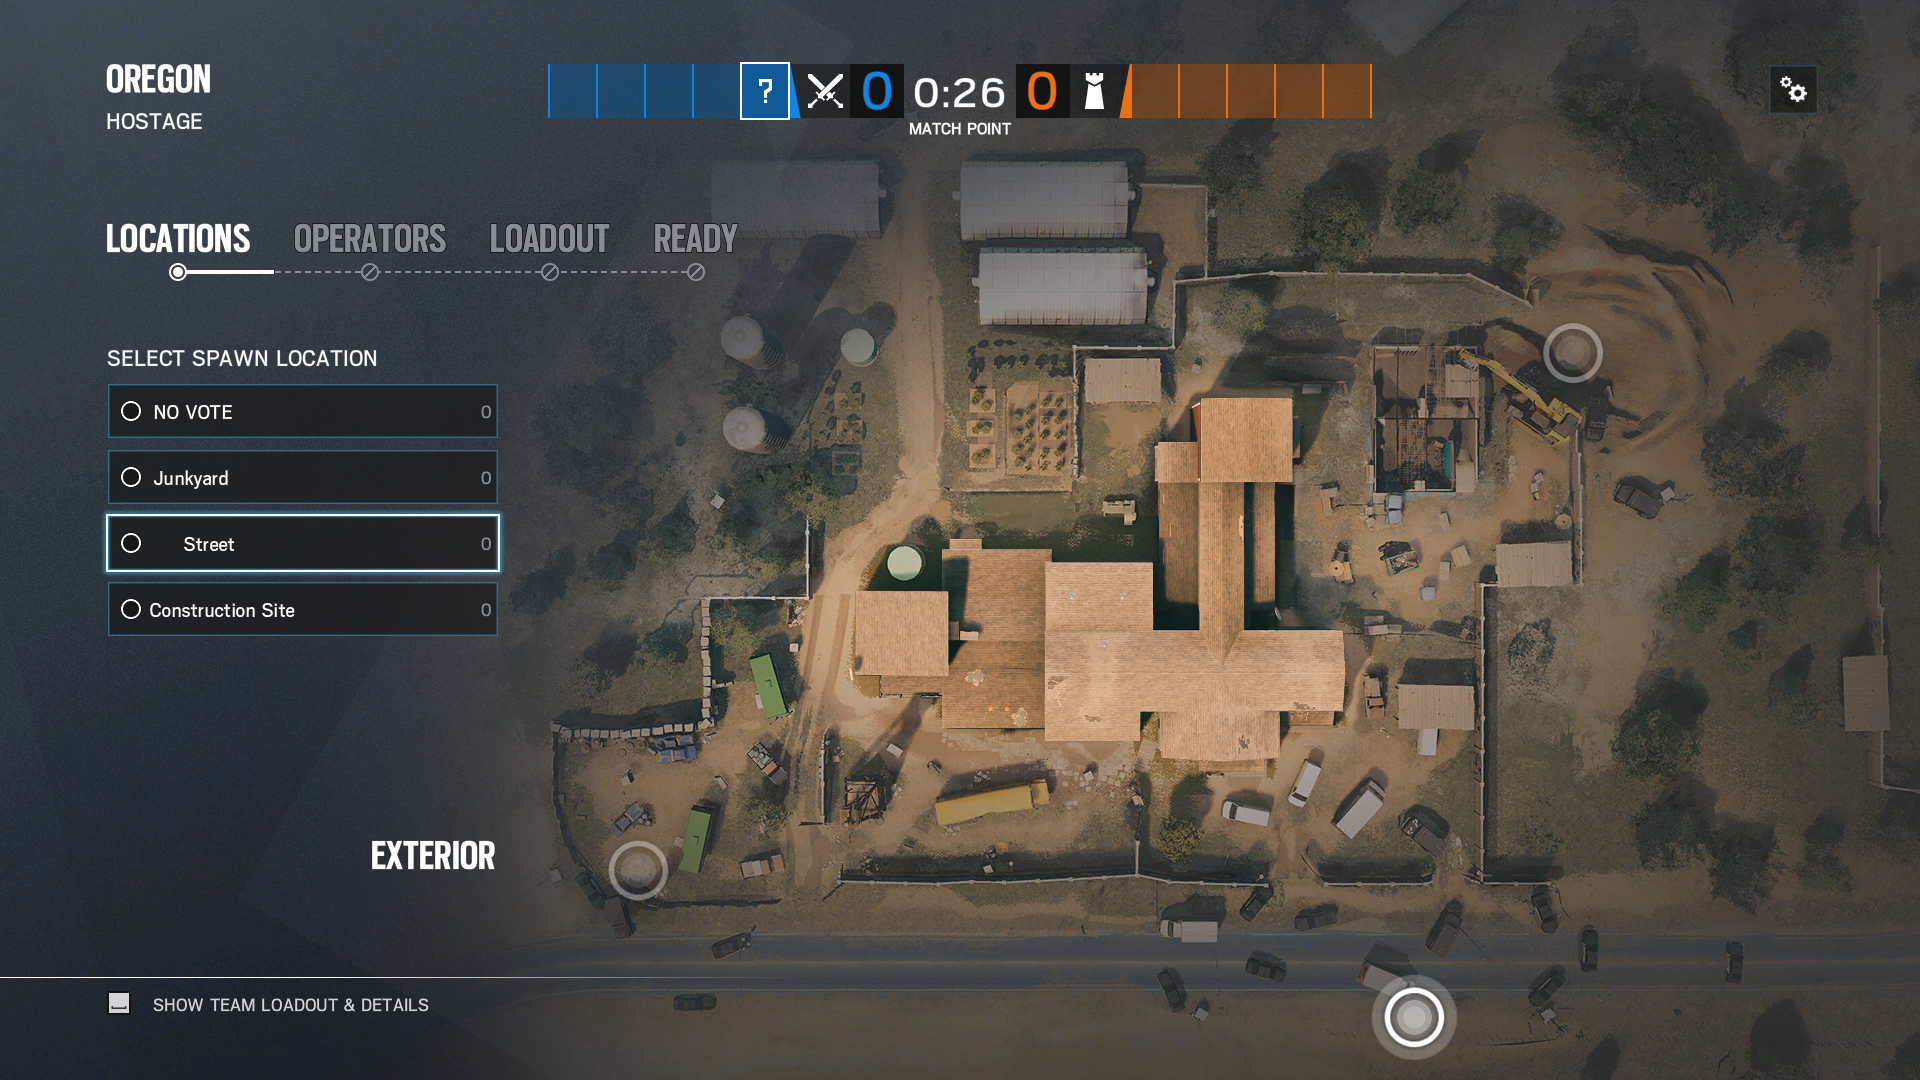 OREGON
HOSTAGE
?
0
0:26
0
MATCH POINT
LOCATIONS
OPERATORS
LOADOUT
READY
SELECT SPAWN LOCATION
NO VOTE 0
Junkyard 0
Street 0
Construction Site 0
EXTERIOR
SHOW TEAM LOADOUT & DETAILS